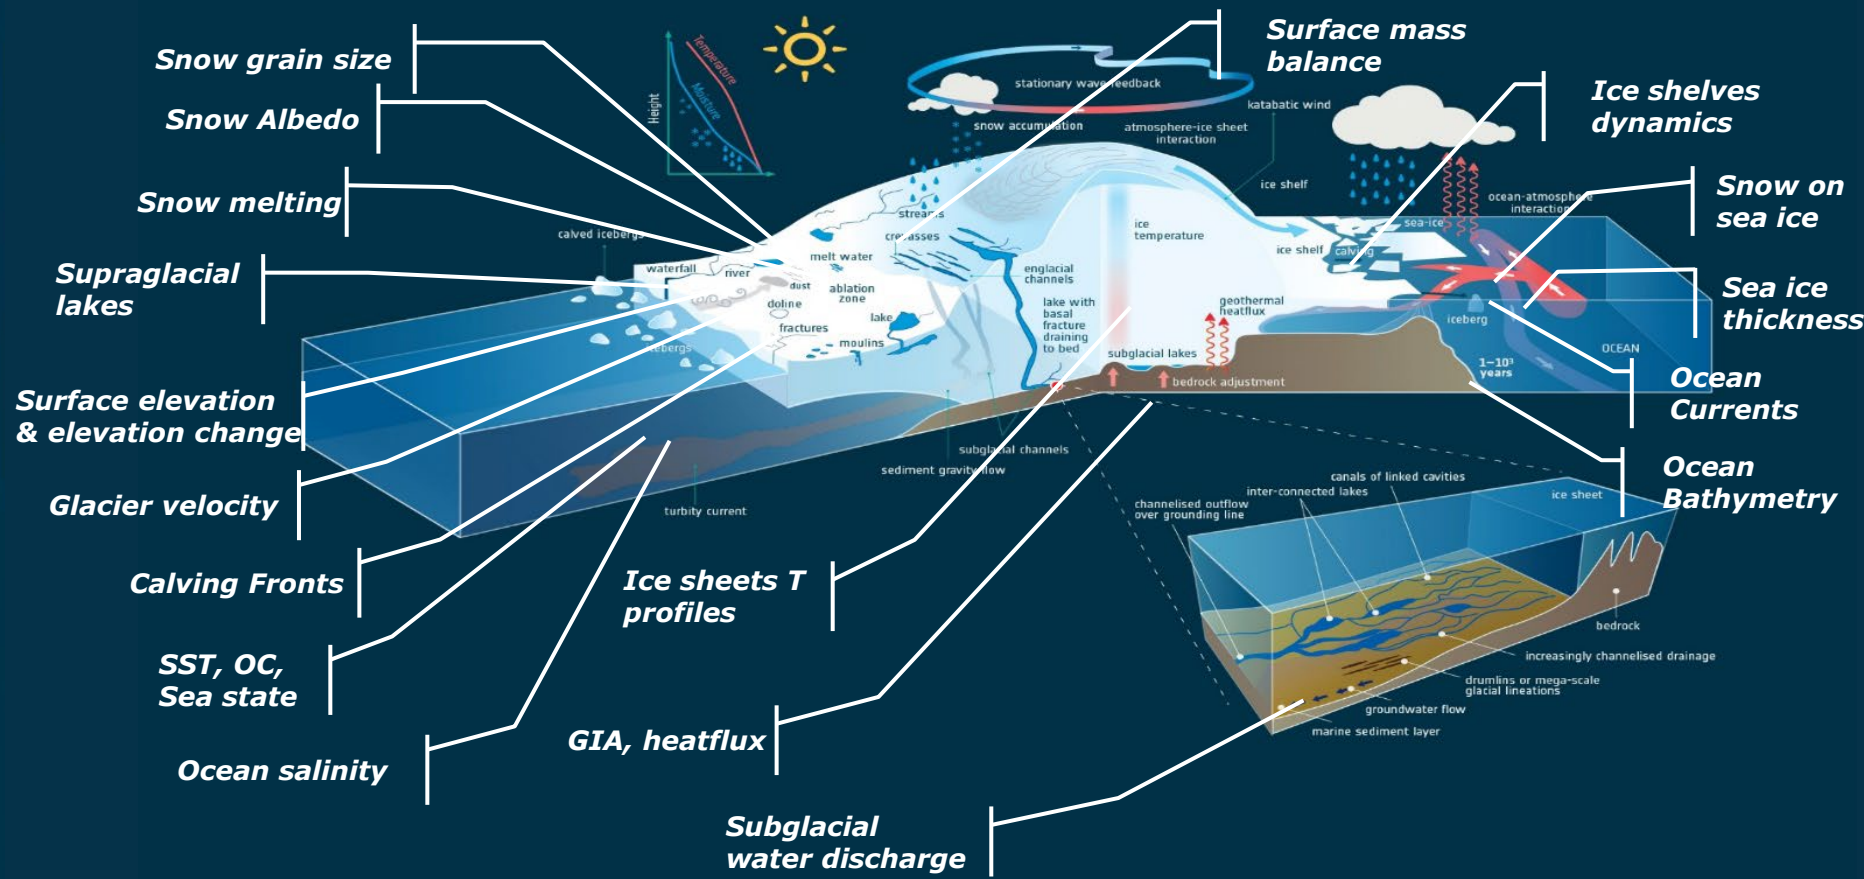 Snow grain size
Snow Albedo
Snow melting
Supraglacial
lakes
Surface elevation
& elevation change
Glacier velocity
Calving Fronts
SST, OC,
Sea state
Ocean salinity
Ice sheets T
profiles
GIA, heatflux
Subglacial
water discharge
Surface mass
balance
Ice shelves
dynamics
Snow on
sea ice
Sea ice
thickness
Ocean
Currents
Ocean
Bathymetry
Height
Temperature
Moisture
stationary wave feedback
snow accumulation
atmosphere-ice sheet
interaction
katabatic wind
ice shelf
ocean-atmosphere
interaction
sea-ice
ice shelf
calving
iceberg
OCEAN
1–10³
years
calved icebergs
waterfall
river
streams
crevasses
melt water
dust
ablation
zone
doline
fractures
lake
moulins
icebergs
englacial
channels
ice
temperature
lake with
basal
fracture
draining
to bed
geothermal
heatflux
subglacial lakes
bedrock adjustment
subglacial channels
sediment gravity flow
turbity current
canals of linked cavities
inter-connected lakes
channelised outflow
over grounding line
ice sheet
bedrock
increasingly channelised drainage
drumlins or mega-scale
glacial lineations
groundwater flow
marine sediment layer